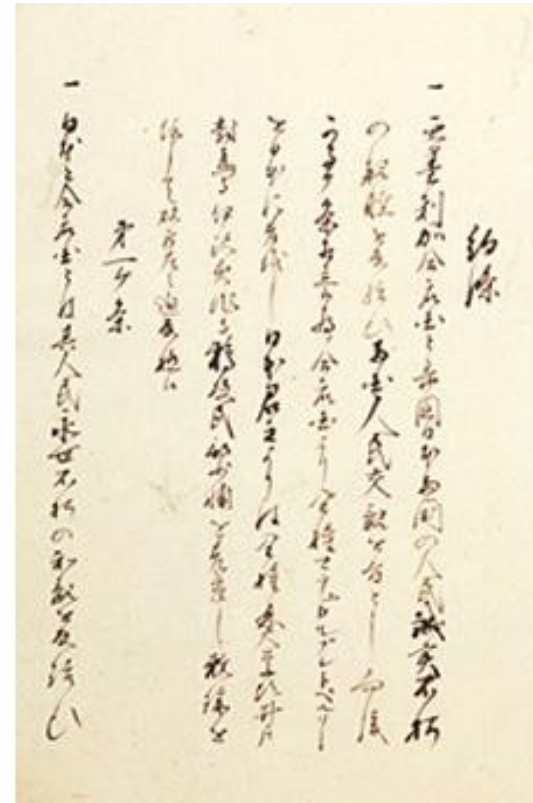 約條
一 亜墨利加合衆国と帝国日本両国の人民誠実不朽
の親睦を取結ひ両国人民の交親を旨とし向後
可守ヶ条相立候為合衆国より全権
を日本に差越し日本君主よりは全権林大学頭井戸
対馬守伊沢美作守鵜殿民部少輔を差遣し勅諭を
信して双方左之通取極候
第一ヶ条
一 日本と合衆国とは其人民永世不朽の和親を取結ひ